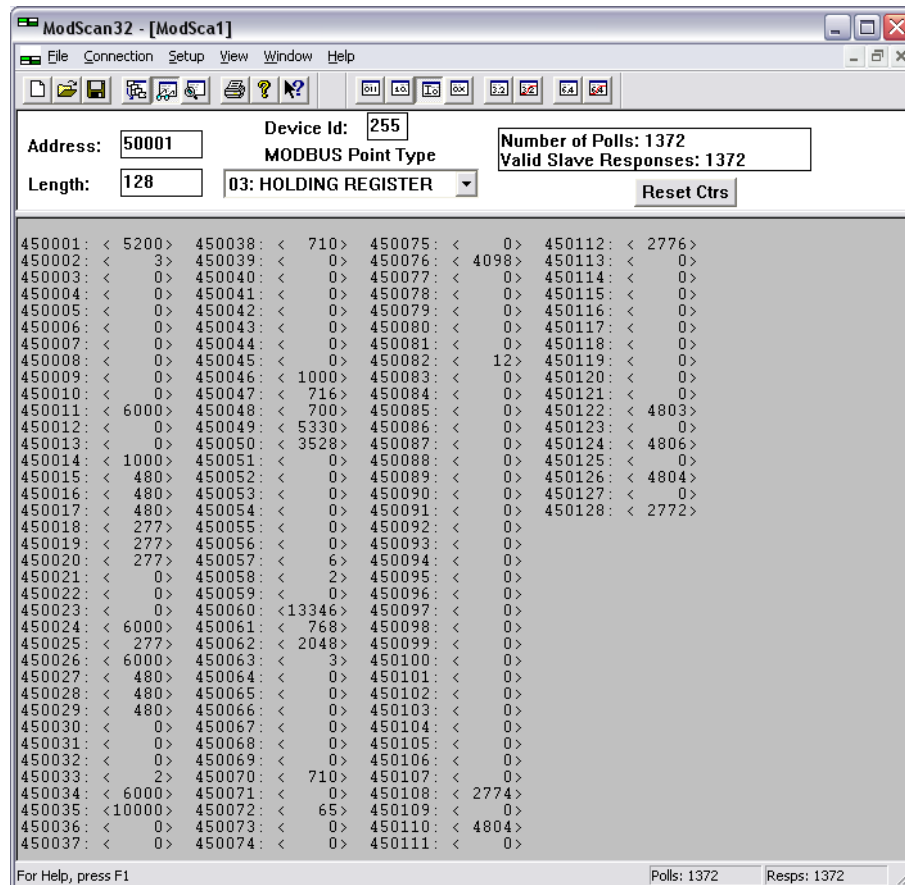 ModScan32 - [ModSca1]
File Connection Setup View Window Help
Address: 50001
Device Id: 255
MODBUS Point Type
Length: 128
03: HOLDING REGISTER
Number of Polls: 1372
Valid Slave Responses: 1372
Reset Ctrs
450001: < 5200> 450038: < 710> 450075: < 0> 450112: < 2776>
450002: < 3> 450039: < 0> 450076: < 4098> 450113: < 0>
450003: < 0> 450040: < 0> 450077: < 0> 450114: < 0>
450004: < 0> 450041: < 0> 450078: < 0> 450115: < 0>
450005: < 0> 450042: < 0> 450079: < 0> 450116: < 0>
450006: < 0> 450043: < 0> 450080: < 0> 450117: < 0>
450007: < 0> 450044: < 0> 450081: < 0> 450118: < 0>
450008: < 0> 450045: < 0> 450082: < 12> 450119: < 0>
450009: < 0> 450046: < 1000> 450083: < 0> 450120: < 0>
450010: < 0> 450047: < 716> 450084: < 0> 450121: < 0>
450011: < 6000> 450048: < 700> 450085: < 0> 450122: < 4803>
450012: < 0> 450049: < 5330> 450086: < 0> 450123: < 0>
450013: < 0> 450050: < 3528> 450087: < 0> 450124: < 4806>
450014: < 1000> 450051: < 0> 450088: < 0> 450125: < 0>
450015: < 480> 450052: < 0> 450089: < 0> 450126: < 4804>
450016: < 480> 450053: < 0> 450090: < 0> 450127: < 0>
450017: < 480> 450054: < 0> 450091: < 0> 450128: < 2772>
450018: < 277> 450055: < 0> 450092: < 0>
450019: < 277> 450056: < 0> 450093: < 0>
450020: < 277> 450057: < 6> 450094: < 0>
450021: < 0> 450058: < 2> 450095: < 0>
450022: < 0> 450059: < 0> 450096: < 0>
450023: < 0> 450060: <13346> 450097: < 0>
450024: < 6000> 450061: < 768> 450098: < 0>
450025: < 277> 450062: < 2048> 450099: < 0>
450026: < 6000> 450063: < 3> 450100: < 0>
450027: < 480> 450064: < 0> 450101: < 0>
450028: < 480> 450065: < 0> 450102: < 0>
450029: < 480> 450066: < 0> 450103: < 0>
450030: < 0> 450067: < 0> 450104: < 0>
450031: < 0> 450068: < 0> 450105: < 0>
450032: < 0> 450069: < 0> 450106: < 0>
450033: < 2> 450070: < 710> 450107: < 0>
450034: < 6000> 450071: < 0> 450108: < 2774>
450035: <10000> 450072: < 65> 450109: < 0>
450036: < 0> 450073: < 0> 450110: < 4804>
450037: < 0> 450074: < 0> 450111: < 0>
For Help, press F1
Polls: 1372
Resps: 1372